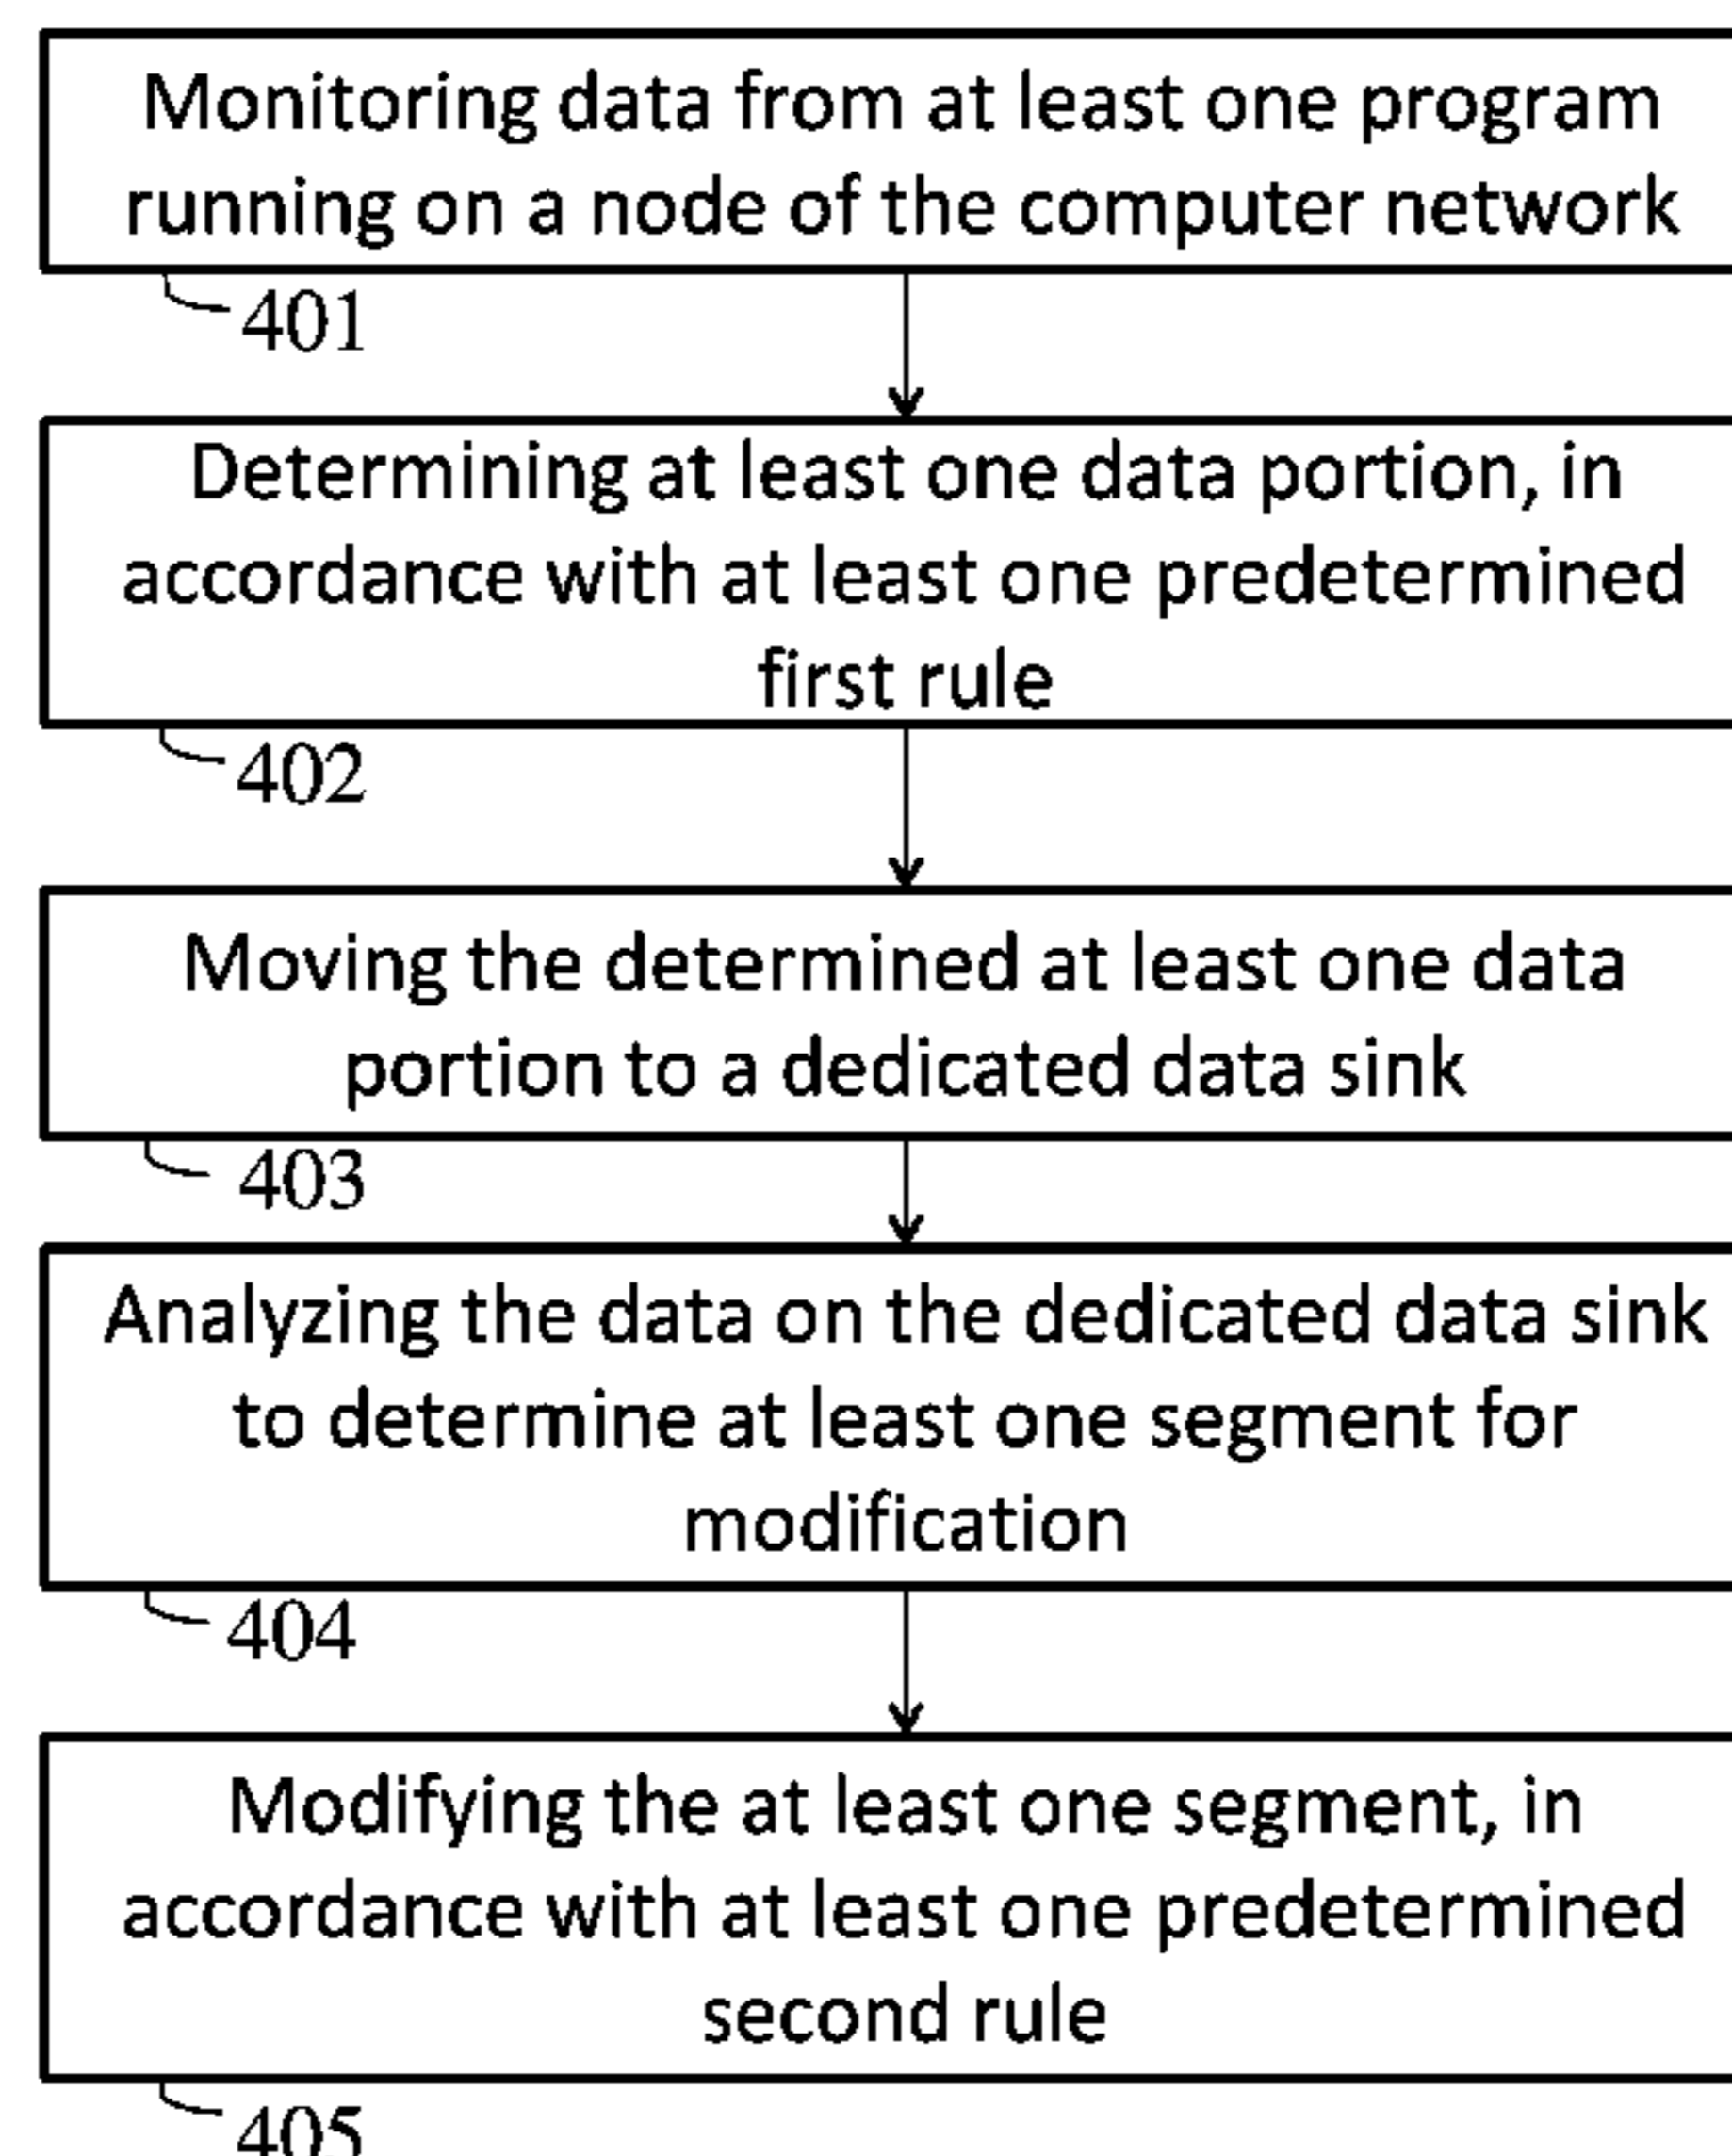 Monitoring data from at least one program
running on a node of the computer network
401
Determining at least one data portion, in
accordance with at least one predetermined
first rule
402
Moving the determined at least one data
portion to a dedicated data sink
403
Analyzing the data on the dedicated data sink
to determine at least one segment for
modification
404
Modifying the at least one segment, in
accordance with at least one predetermined
second rule
405